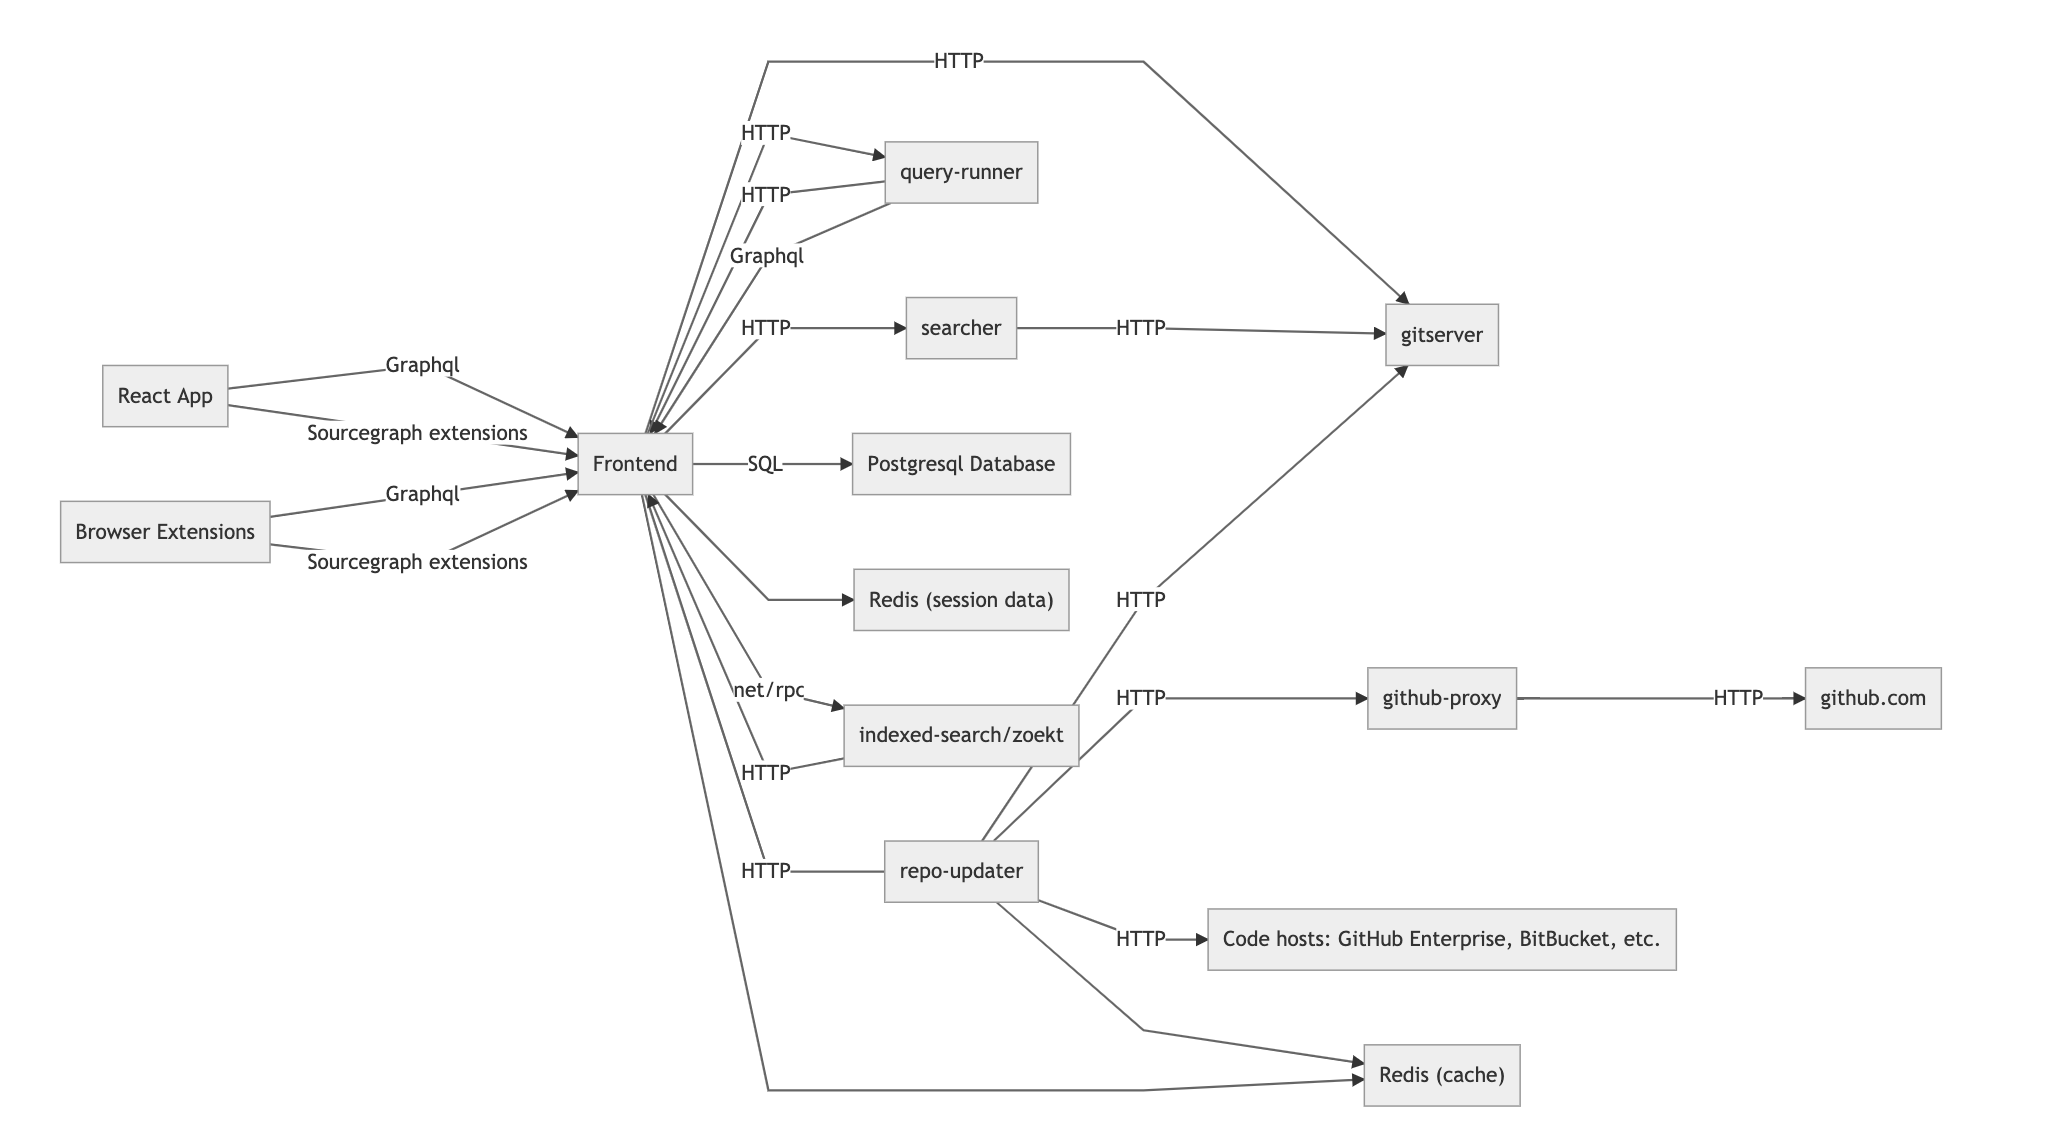 HTTP
HTTP
query-runner
HTTP
Graphql
searcher
HTTP
HTTP
gitserver
Graphql
React App
Sourcegraph extensions
Frontend
SQL
Postgresql Database
Graphql
Browser Extensions
Sourcegraph extensions
Redis (session data)
HTTP
net/rpc
HTTP
github-proxy
HTTP
github.com
indexed-search/zoekt
HTTP
HTTP
repo-updater
HTTP
Code hosts: GitHub Enterprise, BitBucket, etc.
Redis (cache)